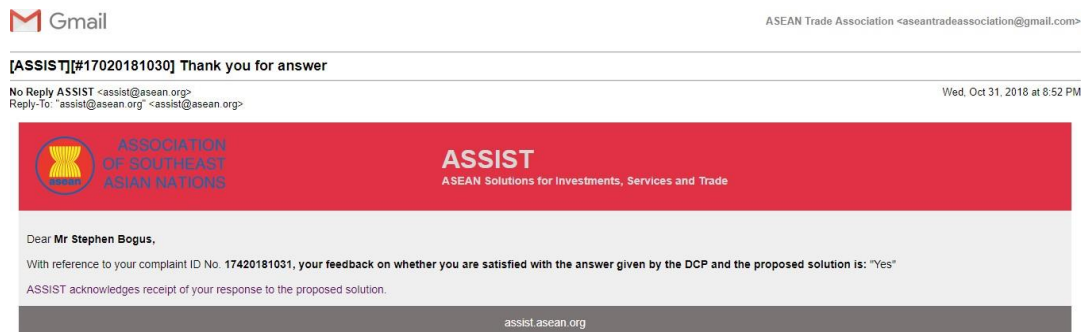 Gmail
ASEAN Trade Association <aseantradeassociation@gmail.com>
[ASSIST][#17020181030] Thank you for answer
No Reply ASSIST <assist@asean.org>
Wed, Oct 31, 2018 at 8:52 PM
Reply-To: "assist@asean.org" <assist@asean.org>
asean
ASSOCIATION
OF SOUTHEAST
ASIAN NATIONS
ASSIST
ASEAN Solutions for Investments, Services and Trade
Dear Mr Stephen Bogus,
With reference to your complaint ID No. 17420181031, your feedback on whether you are satisfied with the answer given by the DCP and the proposed solution is: "Yes"
ASSIST acknowledges receipt of your response to the proposed solution.
assist.asean.org